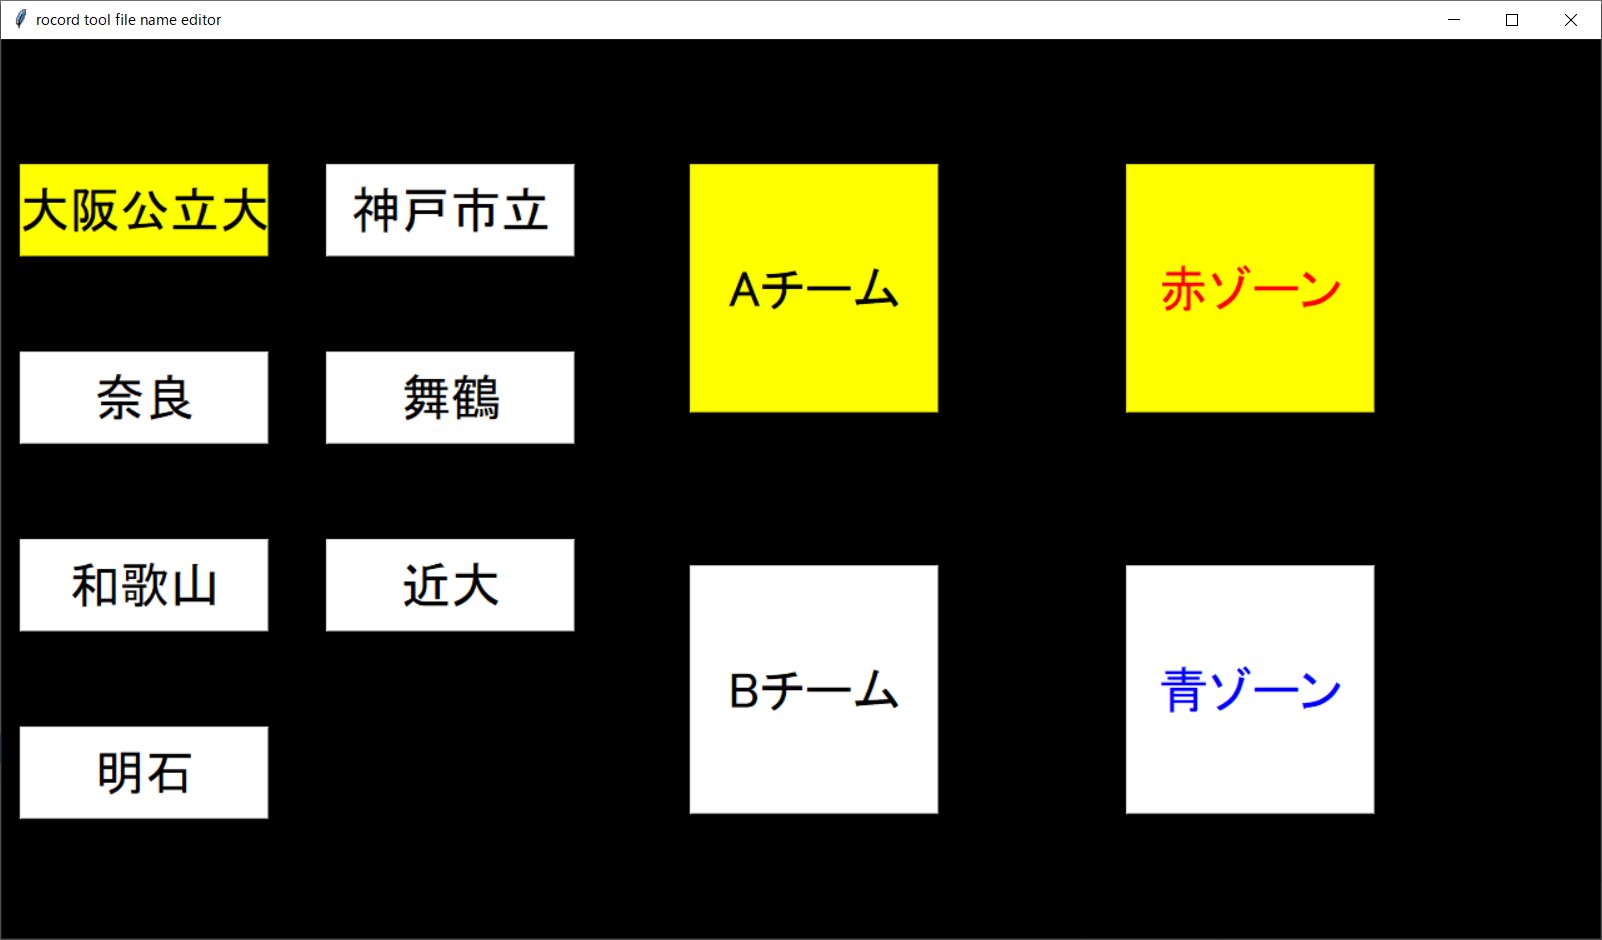 rocord tool file name editor
大阪公立大
神戸市立
Aチーム
赤ゾーン
奈良
舞鶴
和歌山
近大
Bチーム
青ゾーン
明石